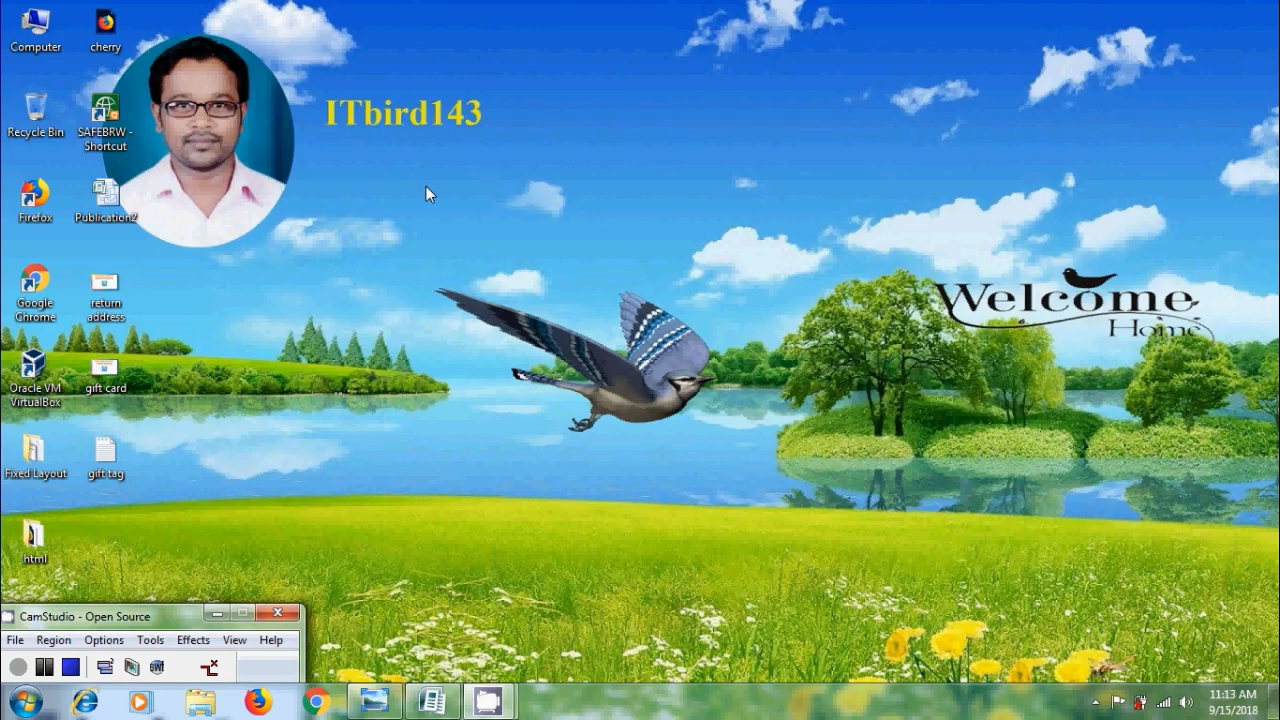 Computer
cherry
ITbird143
Recycle Bin
SAFEBRW -
Shortcut
Firefox
Publication2
Google
Chrome
return
address
Welcome
Home
Oracle VM
VirtualBox
gift card
Fixed Layout
gift tag
html
CamStudio - Open Source
File Region Options Tools Effects View Help
11:13 AM
9/15/2018